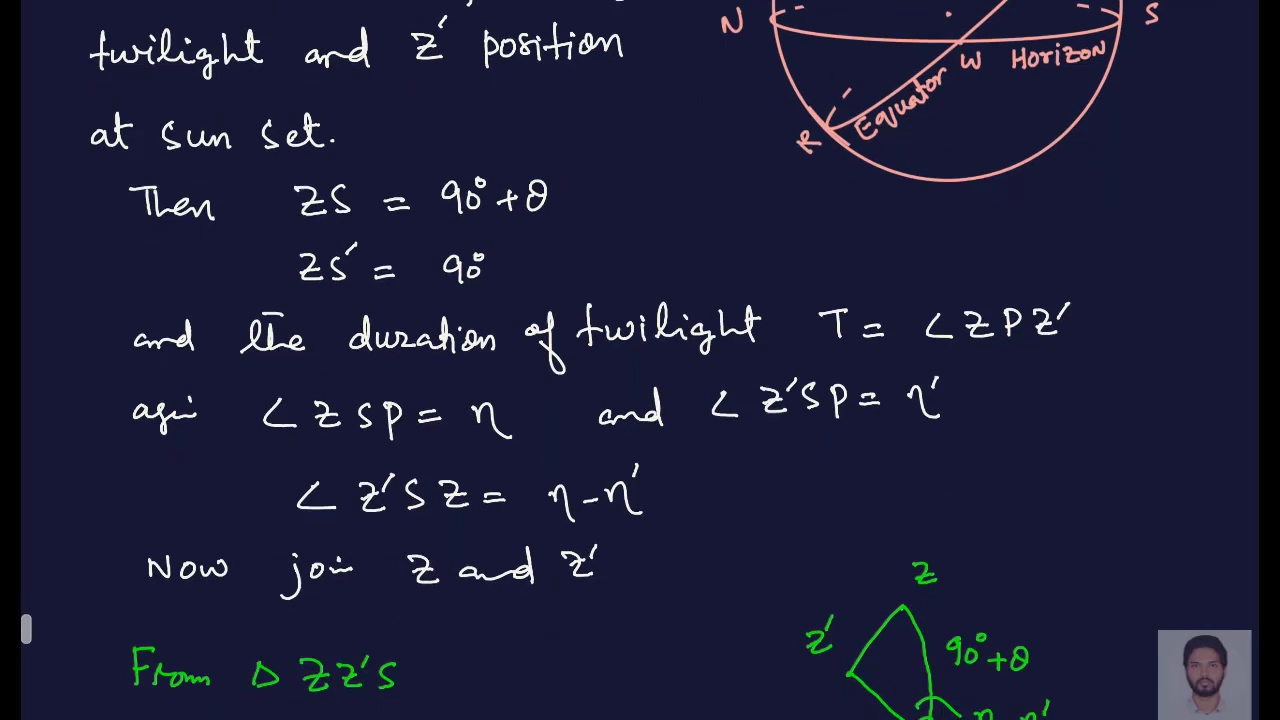 N
S
twilight and Z′ position
W Horizon
Equator
at sun set.
R
Then ZS = 90° + θ
ZS′ = 90°
and the duration of twilight T = ∠ZPZ′
agai ∠ZSP = η and ∠Z′SP = η′
∠Z′SZ = η - η′
Now join Z and Z′
Z
Z′
90° + θ
From Δ ZZ′S
η - η′